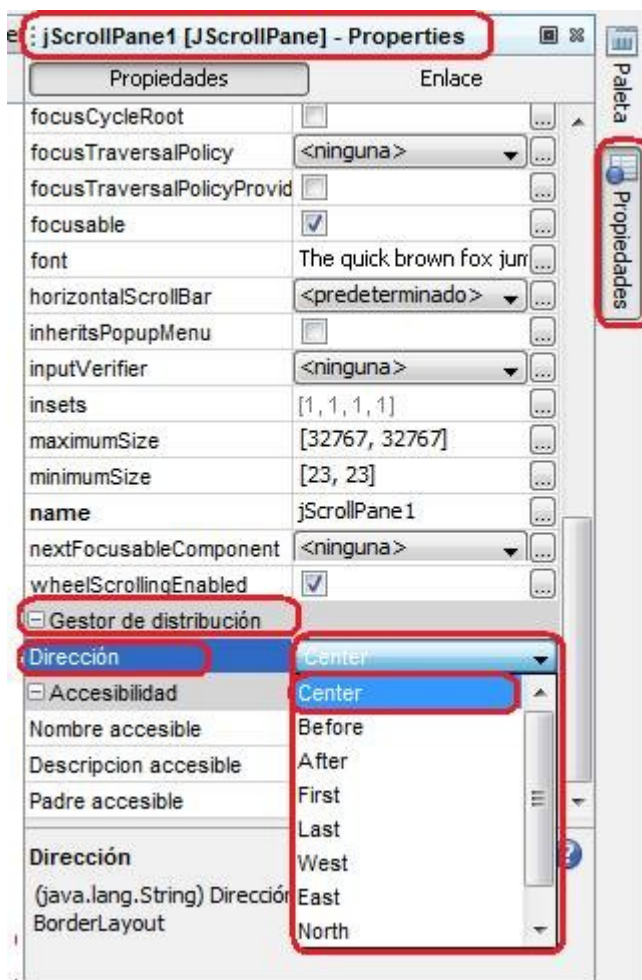 jScrollPane1 [JScrollPane] - Properties
Propiedades Enlace
focusCycleRoot ...
focusTraversalPolicy <ninguna> ...
focusTraversalPolicyProvid ...
focusable ...
font The quick brown fox jum ...
horizontalScrollBar <predeterminado> ...
inheritsPopupMenu ...
inputVerifier <ninguna> ...
insets [1, 1, 1, 1] ...
maximumSize [32767, 32767] ...
minimumSize [23, 23] ...
name jScrollPane1 ...
nextFocusableComponent <ninguna> ...
wheelScrollingEnabled ...
Gestor de distribución
Dirección Center
Accesibilidad Center
Nombre accesible Before
Descripcion accesible After
Padre accesible First
Last
Dirección West
(java.lang.String) Dirección East
BorderLayout North
Paleta
Propiedades